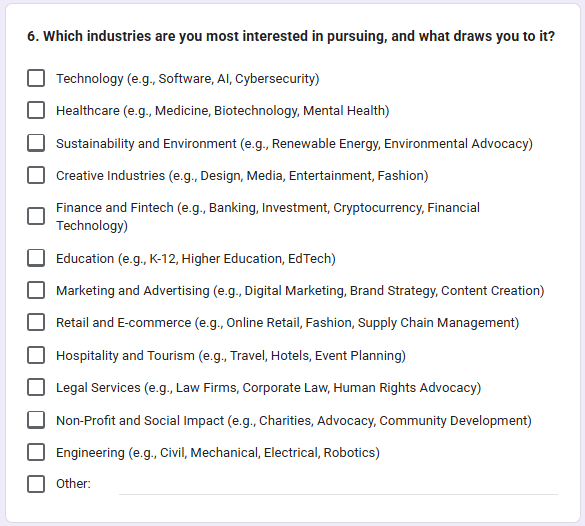 6. Which industries are you most interested in pursuing, and what draws you to it?
Technology (e.g., Software, AI, Cybersecurity)
Healthcare (e.g., Medicine, Biotechnology, Mental Health)
Sustainability and Environment (e.g., Renewable Energy, Environmental Advocacy)
Creative Industries (e.g., Design, Media, Entertainment, Fashion)
Finance and Fintech (e.g., Banking, Investment, Cryptocurrency, Financial
Technology)
Education (e.g., K-12, Higher Education, EdTech)
Marketing and Advertising (e.g., Digital Marketing, Brand Strategy, Content Creation)
Retail and E-commerce (e.g., Online Retail, Fashion, Supply Chain Management)
Hospitality and Tourism (e.g., Travel, Hotels, Event Planning)
Legal Services (e.g., Law Firms, Corporate Law, Human Rights Advocacy)
Non-Profit and Social Impact (e.g., Charities, Advocacy, Community Development)
Engineering (e.g., Civil, Mechanical, Electrical, Robotics)
Other: